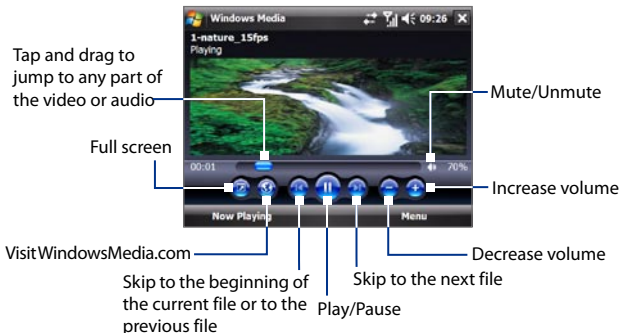 Windows Media 09:26
1-nature_15fps
Playing
Tap and drag to
jump to any part of
the video or audio
Mute/Unmute
Full screen
00:01 70%
Increase volume
Now Playing Menu
VisitWindowsMedia.com
Decrease volume
Skip to the beginning of
the current file or to the
previous file
Play/Pause
Skip to the next file